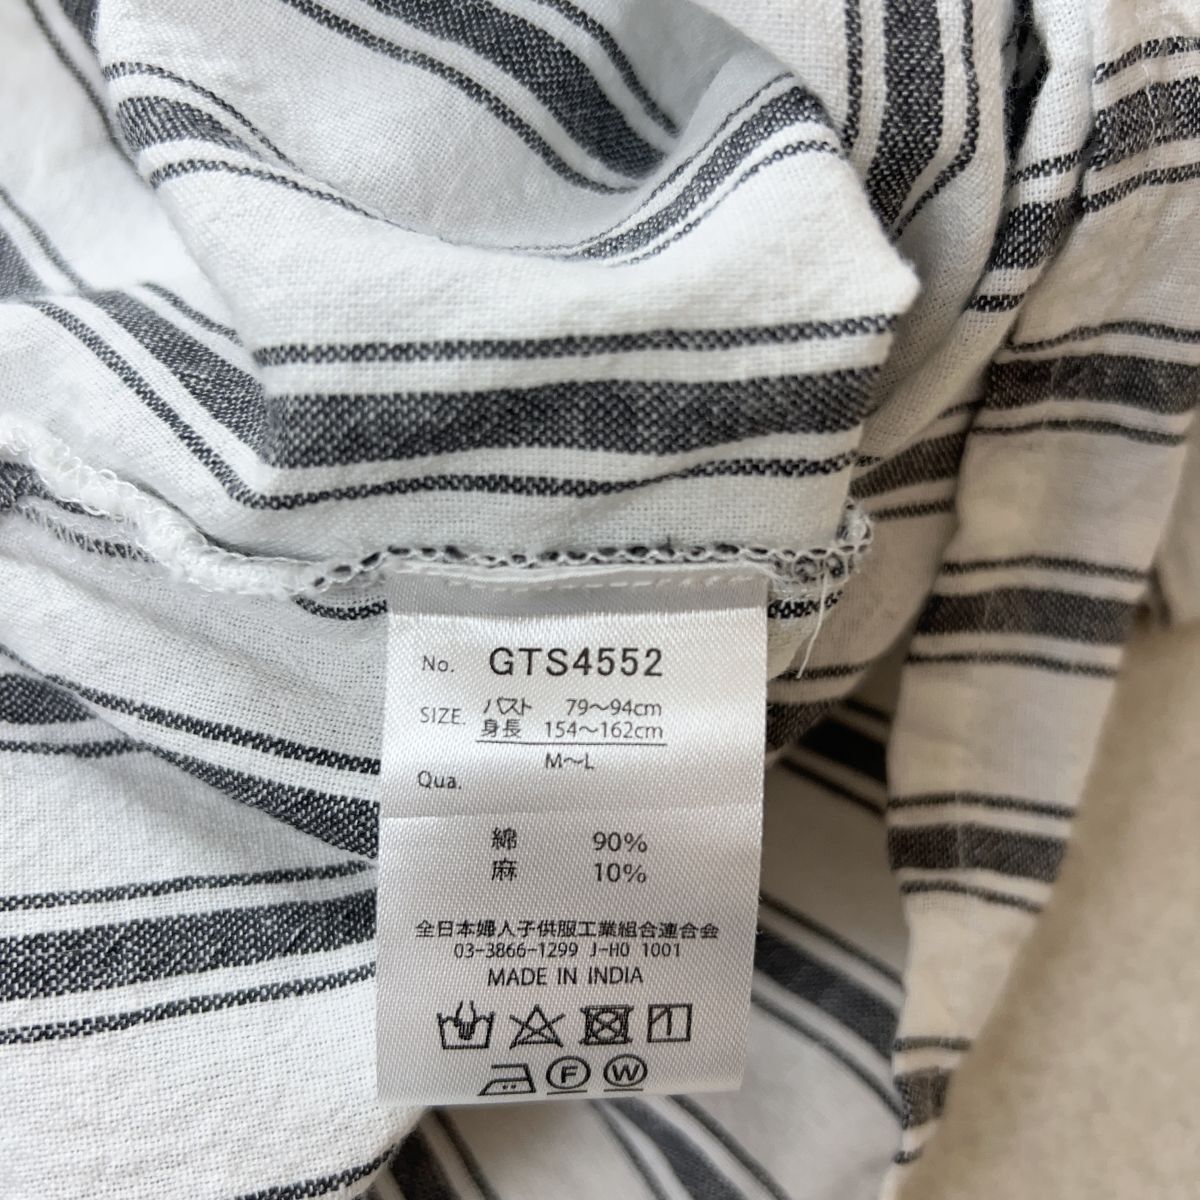 No. GTS4552
SIZE. バスト 79～94cm
身長 154～162cm
M～L
Qua.
綿 90%
麻 10%
全日本婦人子供服工業組合連合会
03-3866-1299 J-HO 1001
MADE IN INDIA
F W